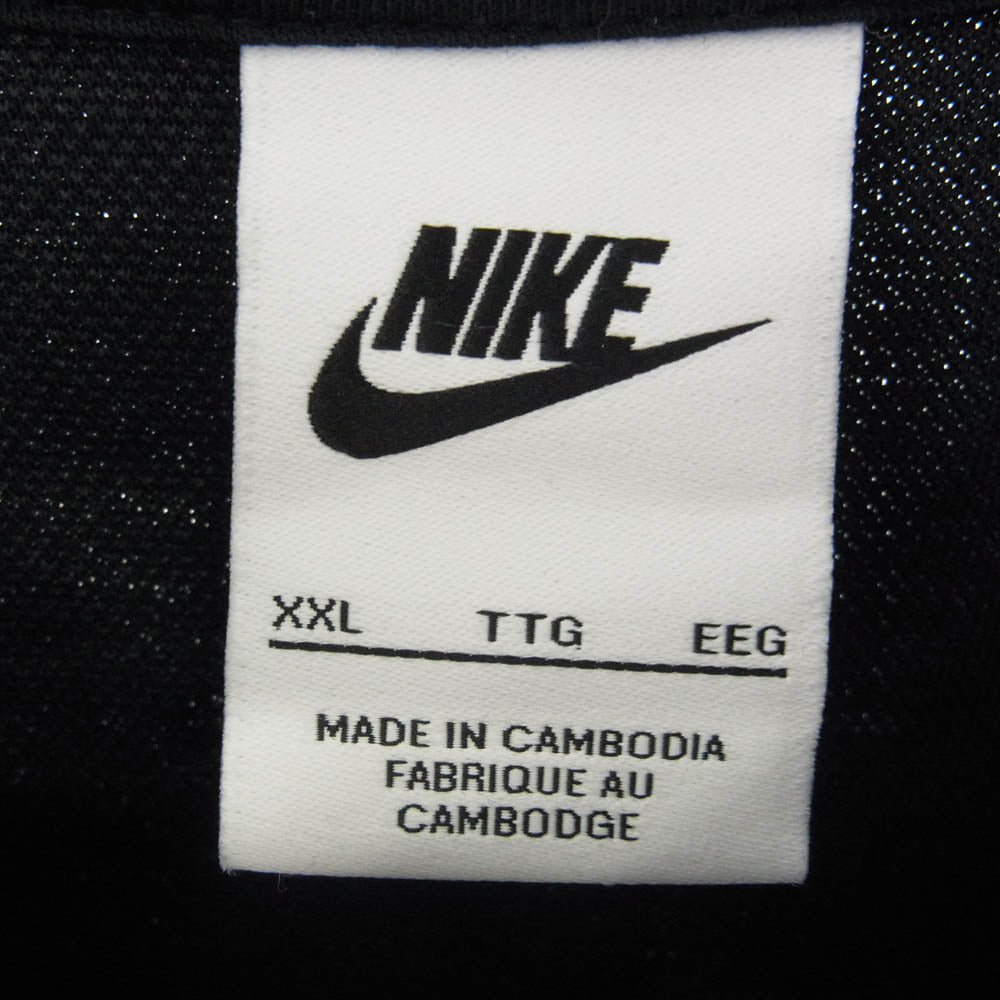 NIKE
XXL TTG EEG
MADE IN CAMBODIA
FABRIQUE AU
CAMBODGE